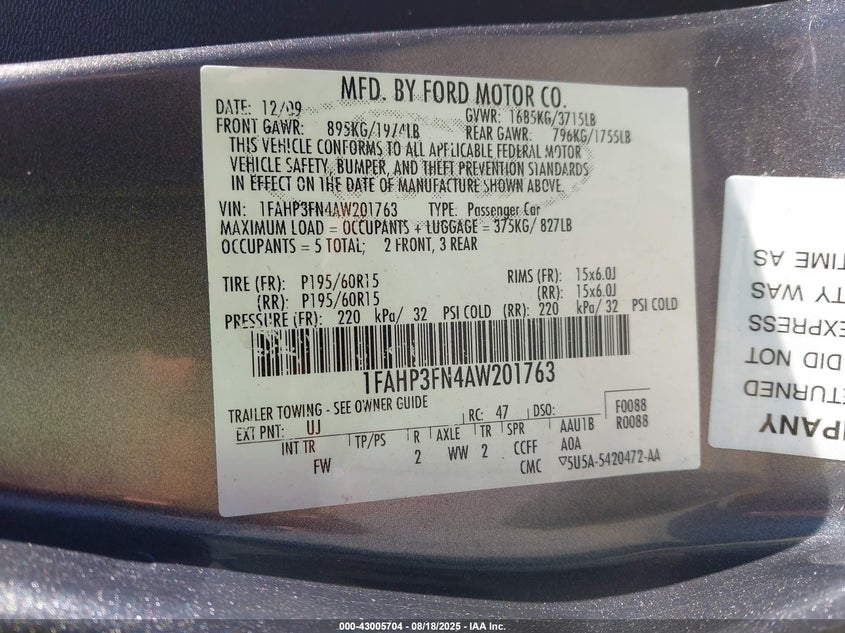 MFD. BY FORD MOTOR CO.
DATE: 12/09 GVWR: 1685KG/3715LB
FRONT GAWR: 895KG/1974LB REAR GAWR: 796KG/1755LB
THIS VEHICLE CONFORMS TO ALL APPLICABLE FEDERAL MOTOR
VEHICLE SAFETY, BUMPER, AND THEFT PREVENTION STANDARDS
IN EFFECT ON THE DATE OF MANUFACTURE SHOWN ABOVE.
VIN: 1FAHP3FN4AW201763 TYPE: Passenger Car
MAXIMUM LOAD = OCCUPANTS + LUGGAGE = 375KG/ 827LB
OCCUPANTS = 5 TOTAL; 2 FRONT, 3 REAR
TIRE (FR): P195/60R15 RIMS (FR): 15x6.0J
(RR): P195/60R15 (RR): 15x6.0J
PRESSURE (FR): 220 kPa/ 32 PSI COLD (RR): 220 kPa/ 32 PSI COLD
1FAHP3FN4AW201763
TRAILER TOWING - SEE OWNER GUIDE
EXT PNT: UJ RC: 47 DSO: F0088
R0088
INT TR TP/PS R AXLE TR SPR AAU1B
FW 2 WW 2 CCFF AOA
CMC 5U5A-5420472-AA
TIME AS
TY WAS
EXPRESS
DID NOT
ETURNED
MPANY
000-43005704 | 08/18/2025 - IAA Inc.